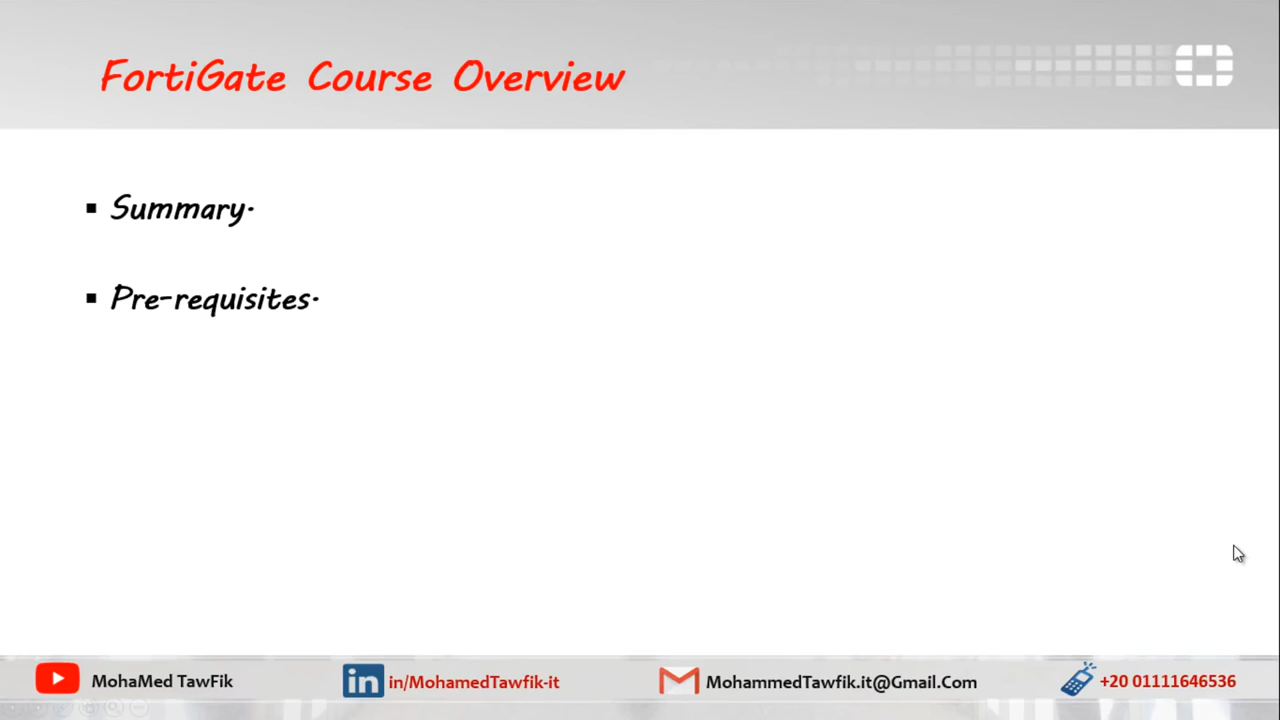 FortiGate Course Overview
▪ Summary.
▪ Pre-requisites.
MohaMed TawFik
in/MohamedTawfik-it
MohammedTawfik.it@Gmail.Com
+20 01111646536